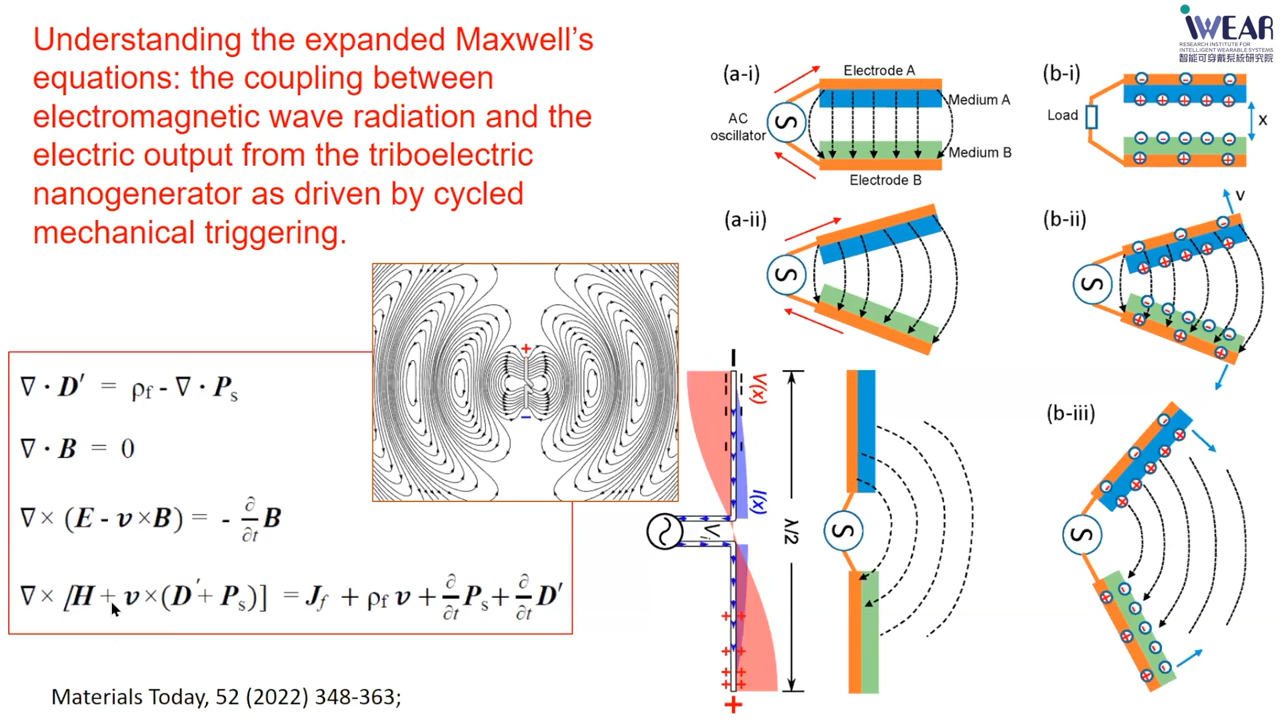 Understanding the expanded Maxwell's
equations: the coupling between
electromagnetic wave radiation and the
electric output from the triboelectric
nanogenerator as driven by cycled
mechanical triggering.
iWEAR
RESEARCH INSTITUTE FOR
INTELLIGENT WEARABLE SYSTEMS
智能可穿戴系統研究院
(a-i)
Electrode A
Medium A
AC
oscillator
S
Medium B
Electrode B
(b-i)
Load
X
(a-ii)
S
(b-ii)
V
S
(b-iii)
S
+
−
∇ · D′ = ρf - ∇ · Ps
∇ · B = 0
∇× (E - v×B) = - ∂/∂t B
∇× [H + v×(D′+ Ps)] = Jf + ρf v + ∂/∂t Ps + ∂/∂t D′
V(x)
I(x)
Vi
λ/2
+
S
Materials Today, 52 (2022) 348-363;